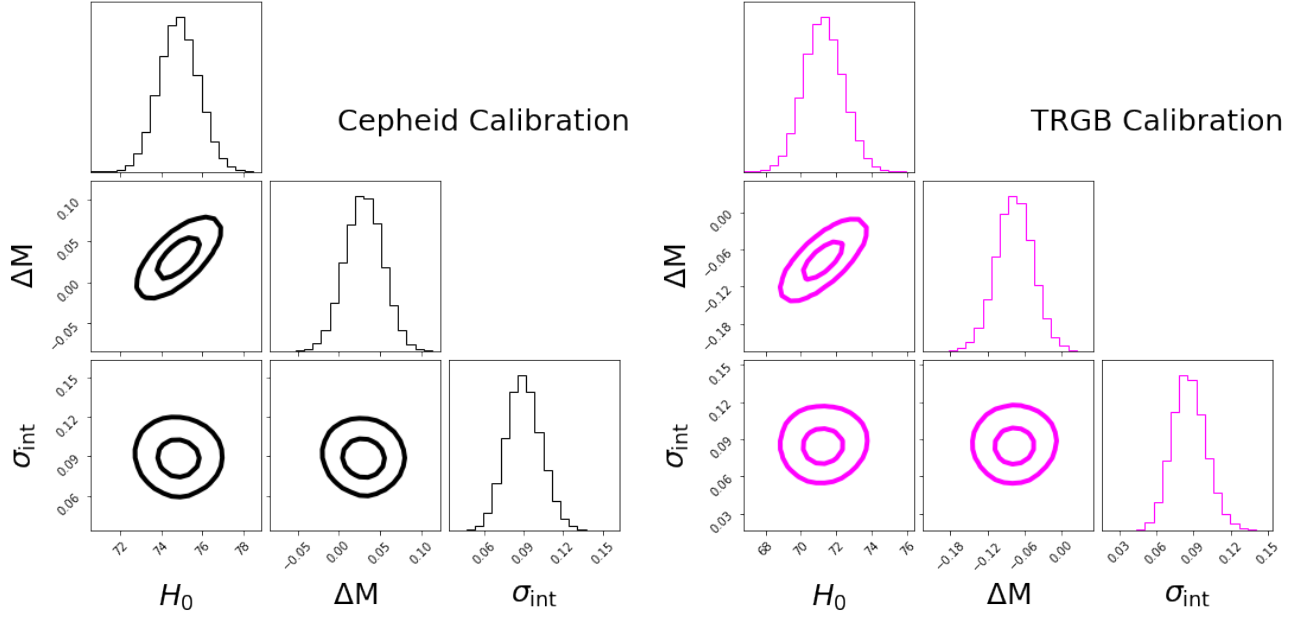 Cepheid Calibration
TRGB Calibration
ΔM
0.10
0.05
0.00
−0.05
ΔM
0.00
−0.06
−0.12
−0.18
σint
0.15
0.12
0.09
0.06
σint
0.15
0.12
0.09
0.06
0.03
72 74 76 78
−0.05 0.00 0.05 0.10
0.06 0.09 0.12 0.15
68 70 72 74 76
−0.18 −0.12 −0.06 0.00
0.03 0.06 0.09 0.12 0.15
H0 ΔM σint
H0 ΔM σint